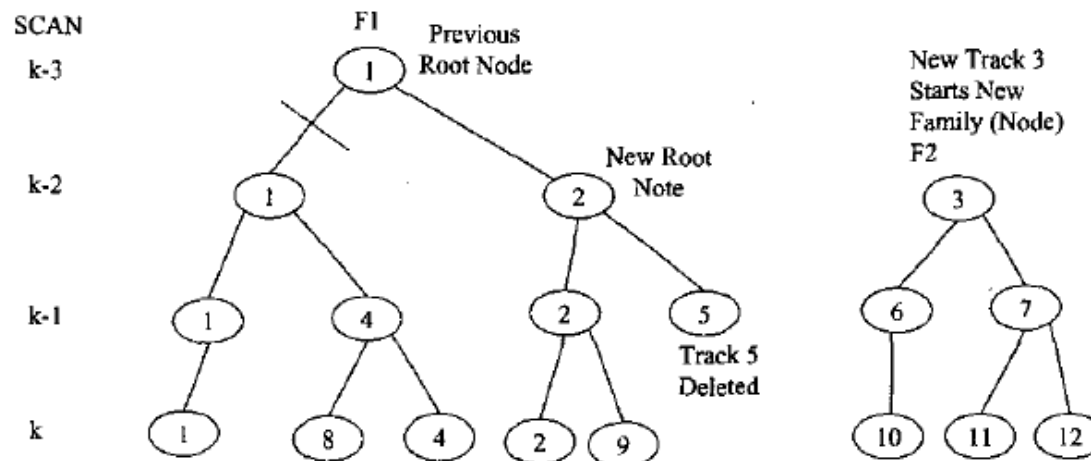 SCAN
F1
Previous
Root Node
k-3
1
New Track 3
Starts New
Family (Node)
F2
k-2
1
New Root
Note
2
3
k-1
1
4
2
5
6
7
Track 5
Deleted
k
1
8
4
2
9
10
11
12